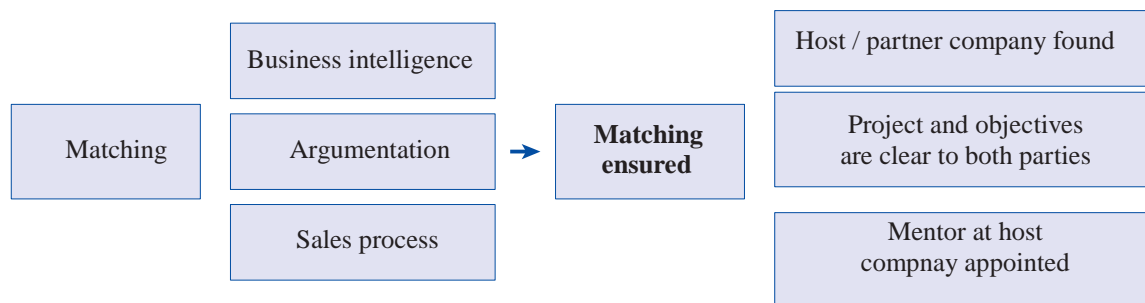 Matching
Business intelligence
Argumentation
Sales process
Matching
ensured
Host / partner company found
Project and objectives
are clear to both parties
Mentor at host
compnay appointed